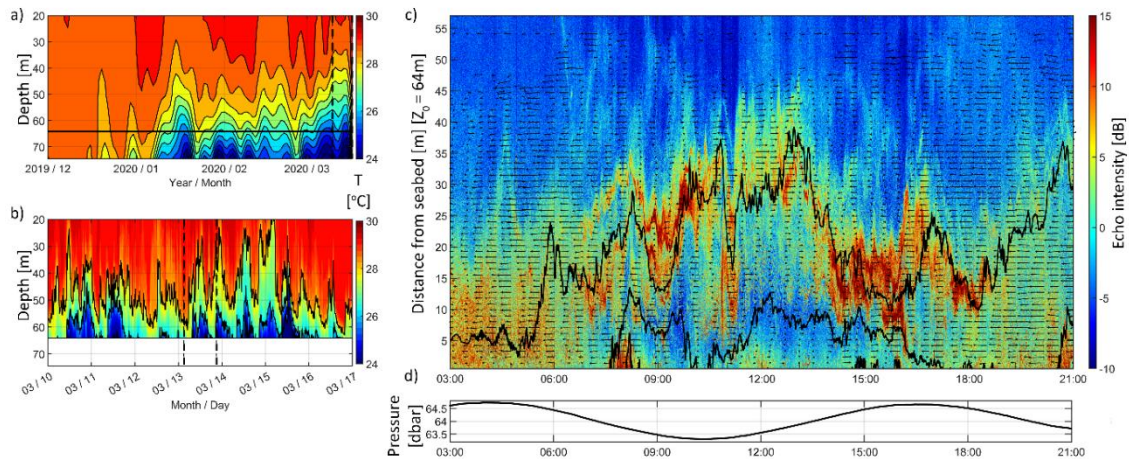 a)
20
30
40
50
60
70
Depth [m]
2019 / 12
2020 / 01
2020 / 02
2020 / 03
Year / Month
30
28
26
24
T
[°C]
b)
20
30
40
50
60
70
Depth [m]
03 / 10
03 / 11
03 / 12
03 / 13
03 / 14
03 / 15
03 / 16
03 / 17
Month / Day
30
28
26
24
c)
55
50
45
40
35
30
25
20
15
10
5
Distance from seabed [m] [Z₀ = 64m]
03:00
06:00
09:00
12:00
15:00
18:00
21:00
15
10
5
0
-5
-10
Echo intensity [dB]
d)
Pressure
[dbar]
64.5
64
63.5
03:00
06:00
09:00
12:00
15:00
18:00
21:00